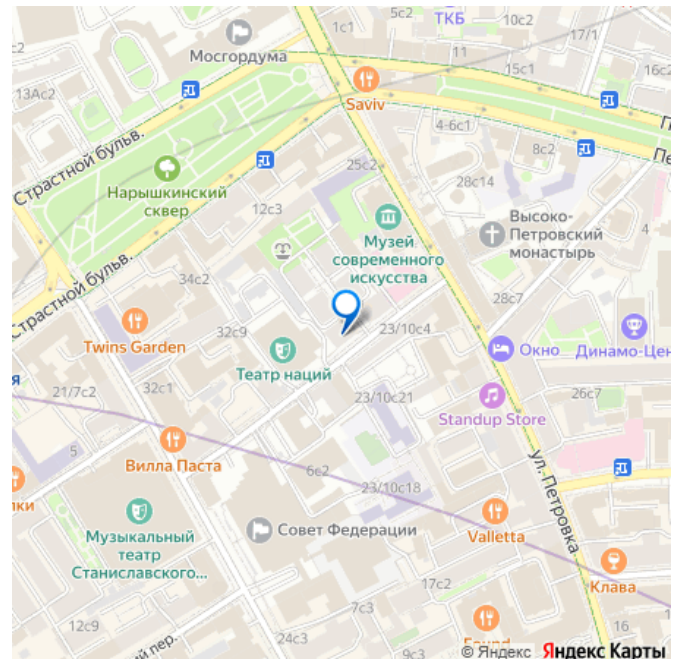 5с2
ТКБ
10с2
1с1
17/1
Мосгордума
11
15с1
16с2
13Ас2
Saviv
4-6с1
Страстной бульв.
8с2
25с2
28с14
Нарышкинский
сквер
12с3
Высоко-
Петровский
монастырь
4
Музей
современного
искусства
34с2
28с7
Страстной бульв.
23/10с4
Twins Garden
32с9
Окно
Динамо-Цен
Театр наций
21/7с2
32с1
23/10с21
26с7
Standup Store
5
Вилла Паста
6с2
ул. Петровка
23/10с18
Valletta
Совет Федерации
Музыкальный
театр
Станиславского...
Клава
17с2
7с3
12с9
24с3
16
пер.
© Яндекс Яндекс Карты